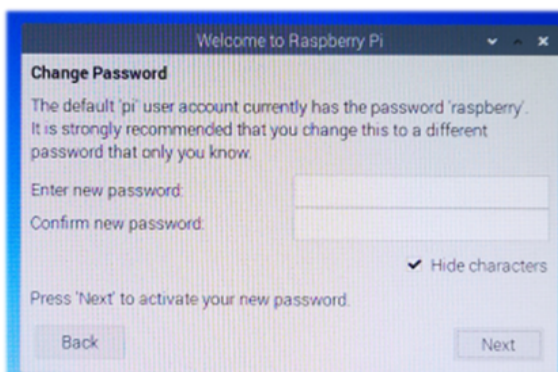 Welcome to Raspberry Pi
Change Password
The default 'pi' user account currently has the password 'raspberry'.
It is strongly recommended that you change this to a different
password that only you know.
Enter new password:
Confirm new password:
Hide characters
Press 'Next' to activate your new password.
Back
Next